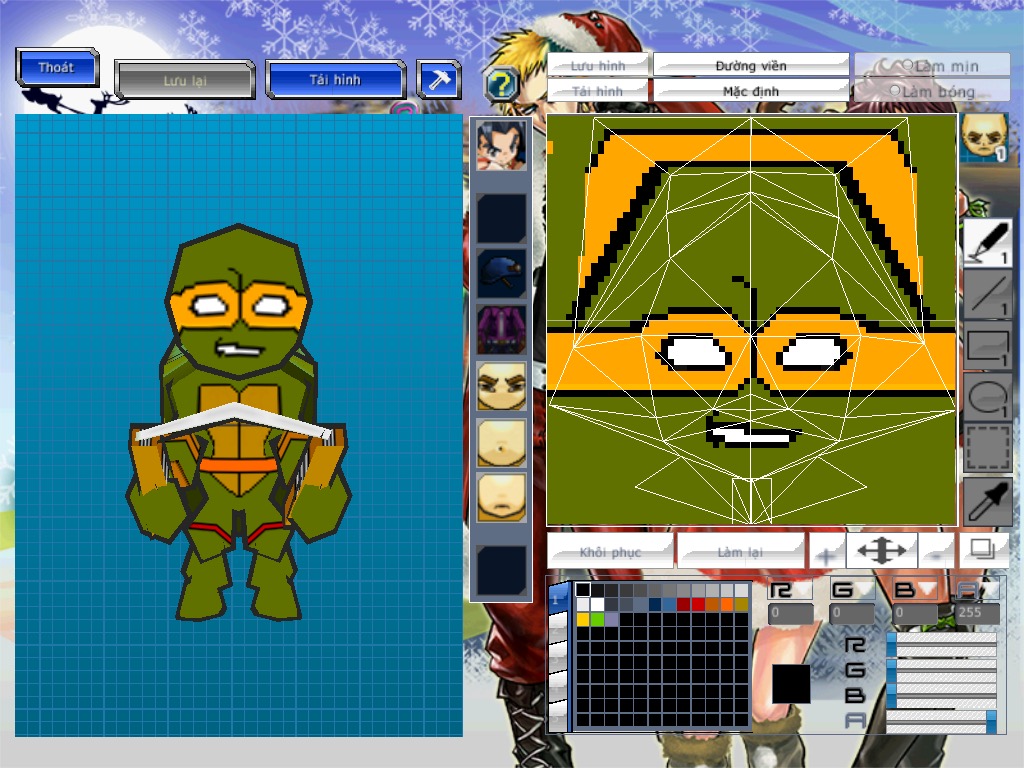 Thoát
Lưu lại
Tải hình
?
Lưu hình
Đường viền
Làm mịn
Tải hình
Mặc định
Làm bóng
1
1
1
1
1
Khôi phục
Làm lại
+
-
1
R
G
B
A
0
0
0
255
R
G
B
A